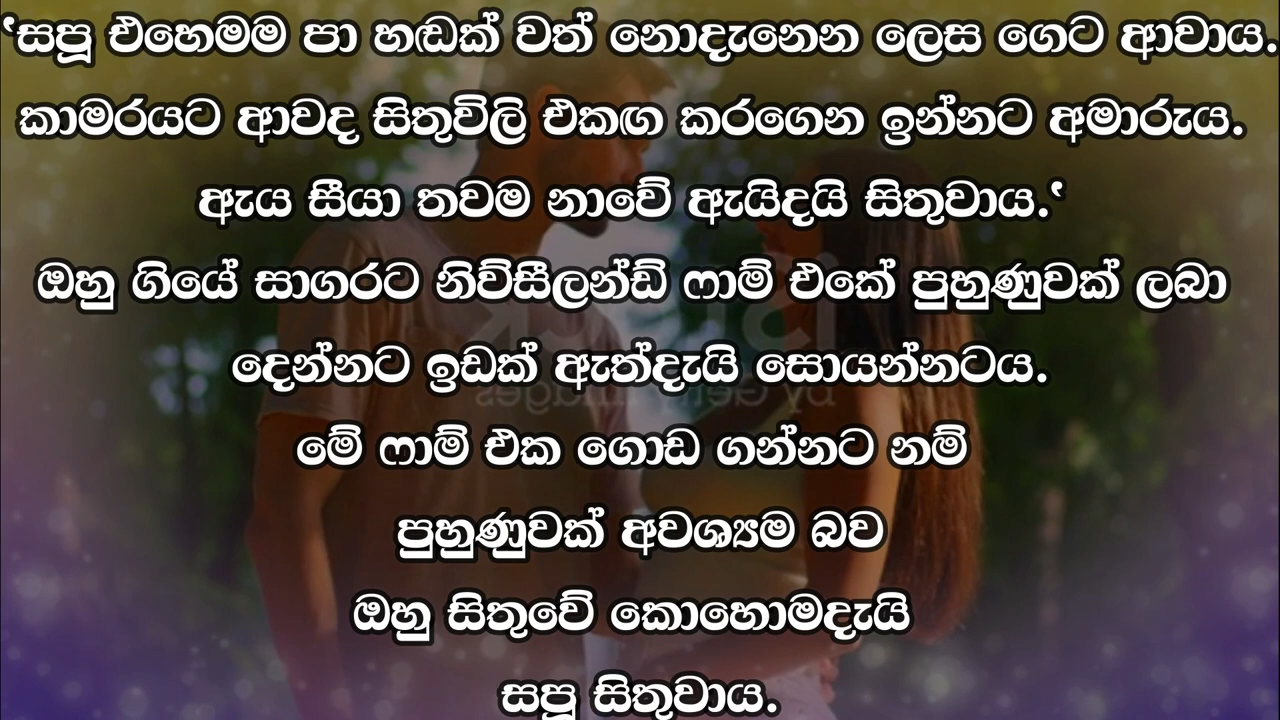 ‛සපූ එහෙමම පා හඬක් වත් නොදැනෙන ලෙස ගෙට ආවාය.
කාමරයට ආවද සිතුවිලි එකඟ කරගෙන ඉන්නට අමාරුය.
ඇය සීයා තවම නාවේ ඇයිදයි සිතුවාය.‛
ඔහු ගියේ සාගරට නිව්සීලන්ඩ් ෆාම් එකේ පුහුණුවක් ලබා
දෙන්නට ඉඩක් ඇත්දැයි සොයන්නටය.
මේ ෆාම් එක ගොඩ ගන්නට නම්
පුහුණුවක් අවශ්‍යම බව
ඔහු සිතුවේ කොහොමදැයි
සපූ සිතුවාය.